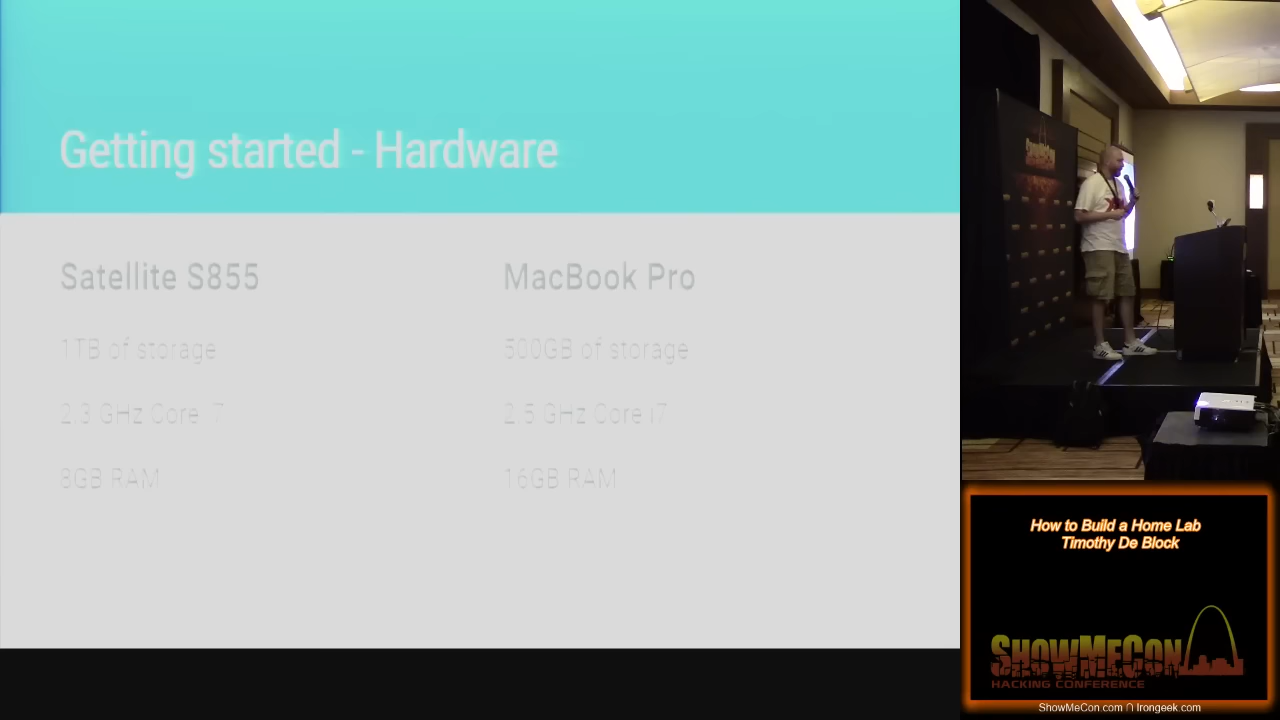 Getting started - Hardware
Satellite S855
MacBook Pro
1TB of storage
500GB of storage
2.3 GHz Core i7
2.5 GHz Core i7
8GB RAM
16GB RAM
How to Build a Home Lab
Timothy De Block
SHOWMECON
HACKING CONFERENCE
ShowMeCon.com ∩ Irongeek.com